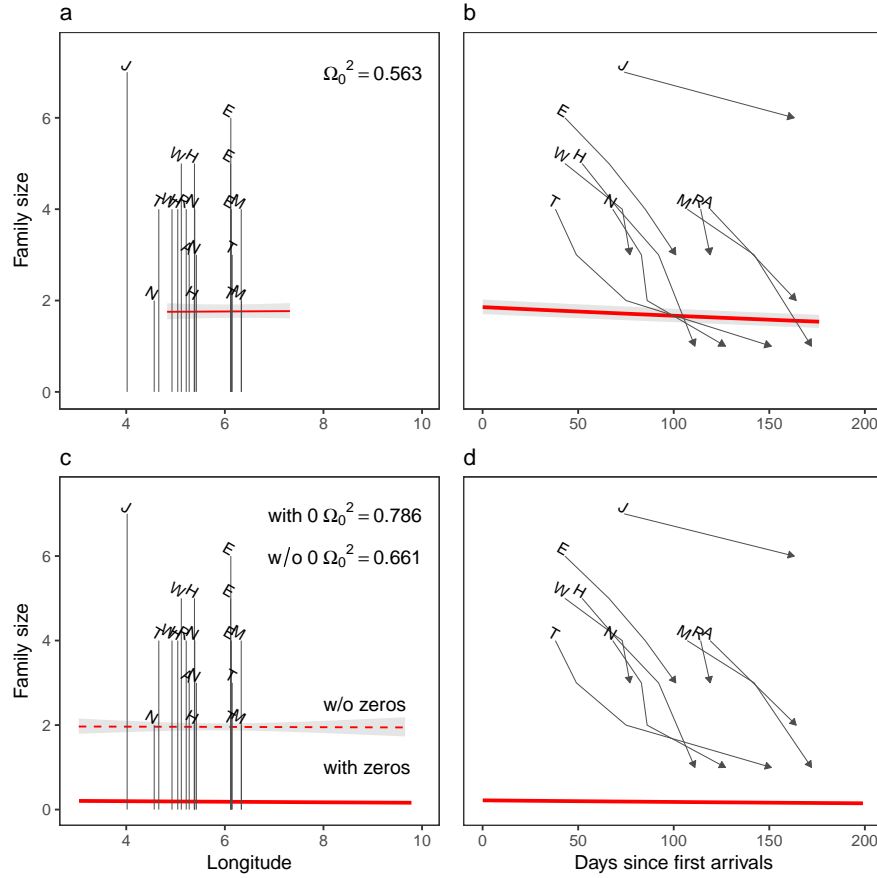 a
Ω₀² = 0.563
J
E
W H E
T W H R N E M
A N T
N H T M
Family size
0
2
4
6
4 6 8 10
b
J
E
W H
T N M R A
0 50 100 150 200
c
with 0 Ω₀² = 0.786
w/o 0 Ω₀² = 0.661
J
E
W H E
T W H R N E M
A N T
N H T M
w/o zeros
with zeros
Family size
0
2
4
6
4 6 8 10
Longitude
d
J
E
W H
T N M R A
0 50 100 150 200
Days since first arrivals